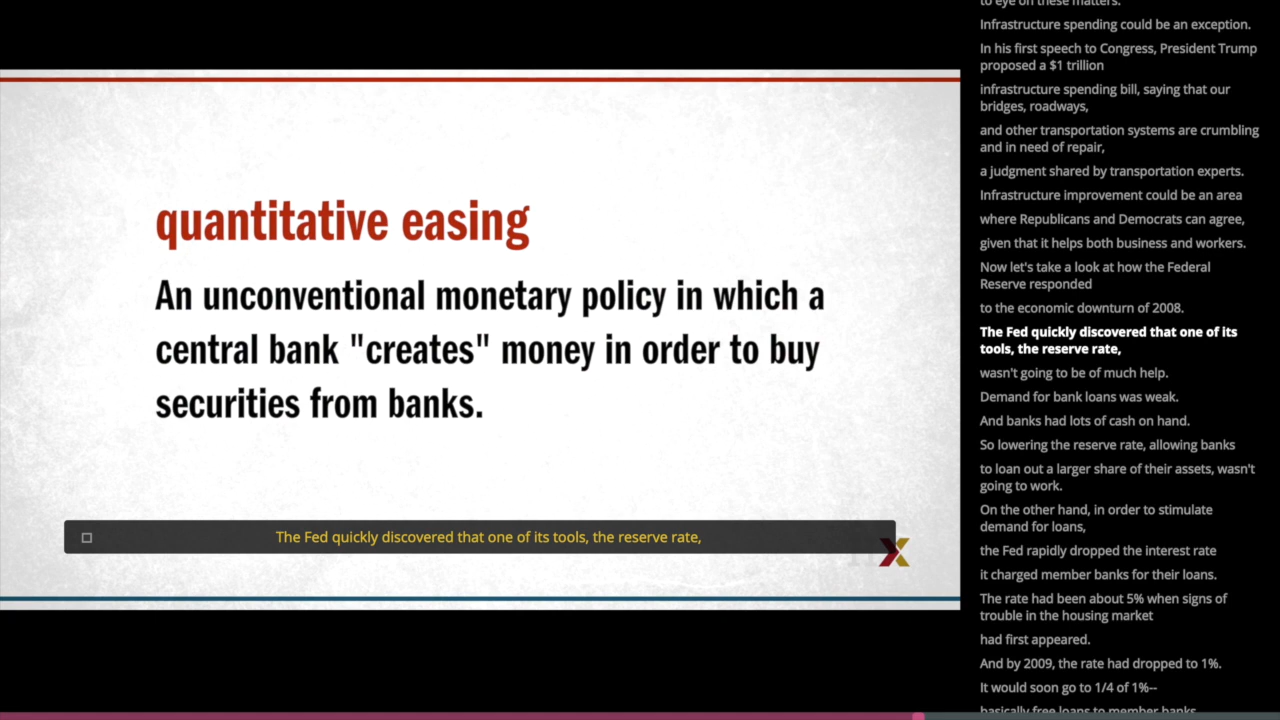 quantitative easing
An unconventional monetary policy in which a
central bank "creates" money in order to buy
securities from banks.
The Fed quickly discovered that one of its tools, the reserve rate,
X
to eye on these matters.
Infrastructure spending could be an exception.
In his first speech to Congress, President Trump
proposed a $1 trillion
infrastructure spending bill, saying that our
bridges, roadways,
and other transportation systems are crumbling
and in need of repair,
a judgment shared by transportation experts.
Infrastructure improvement could be an area
where Republicans and Democrats can agree,
given that it helps both business and workers.
Now let's take a look at how the Federal
Reserve responded
to the economic downturn of 2008.
The Fed quickly discovered that one of its
tools, the reserve rate,
wasn't going to be of much help.
Demand for bank loans was weak.
And banks had lots of cash on hand.
So lowering the reserve rate, allowing banks
to loan out a larger share of their assets, wasn't
going to work.
On the other hand, in order to stimulate
demand for loans,
the Fed rapidly dropped the interest rate
it charged member banks for their loans.
The rate had been about 5% when signs of
trouble in the housing market
had first appeared.
And by 2009, the rate had dropped to 1%.
It would soon go to 1/4 of 1%--
basically free loans to member banks